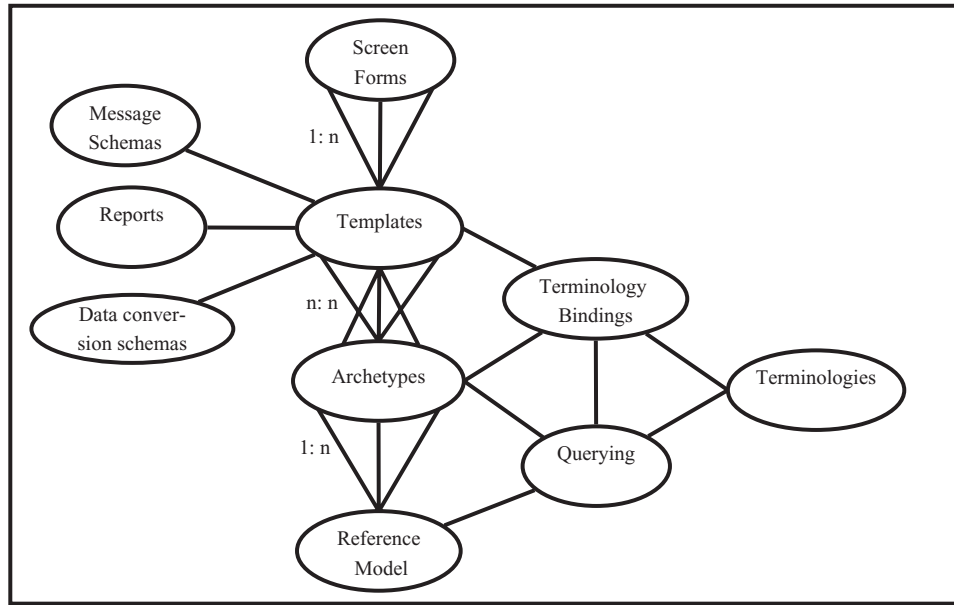 Screen
Forms
Message
Schemas
1: n
Reports
Templates
Data conver-
sion schemas
n: n
Terminology
Bindings
Archetypes
Terminologies
1: n
Querying
Reference
Model